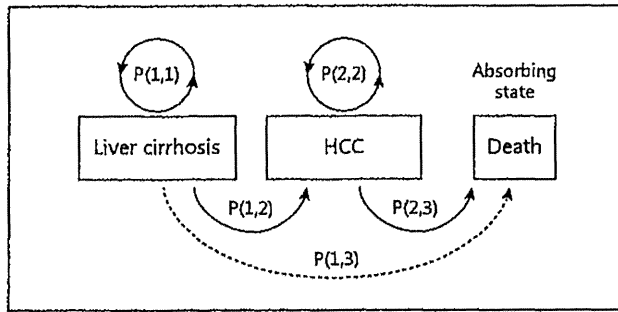 P(1,1)
P(2,2)
Absorbing
state
Liver cirrhosis
HCC
Death
P(1,2)
P(2,3)
P(1,3)